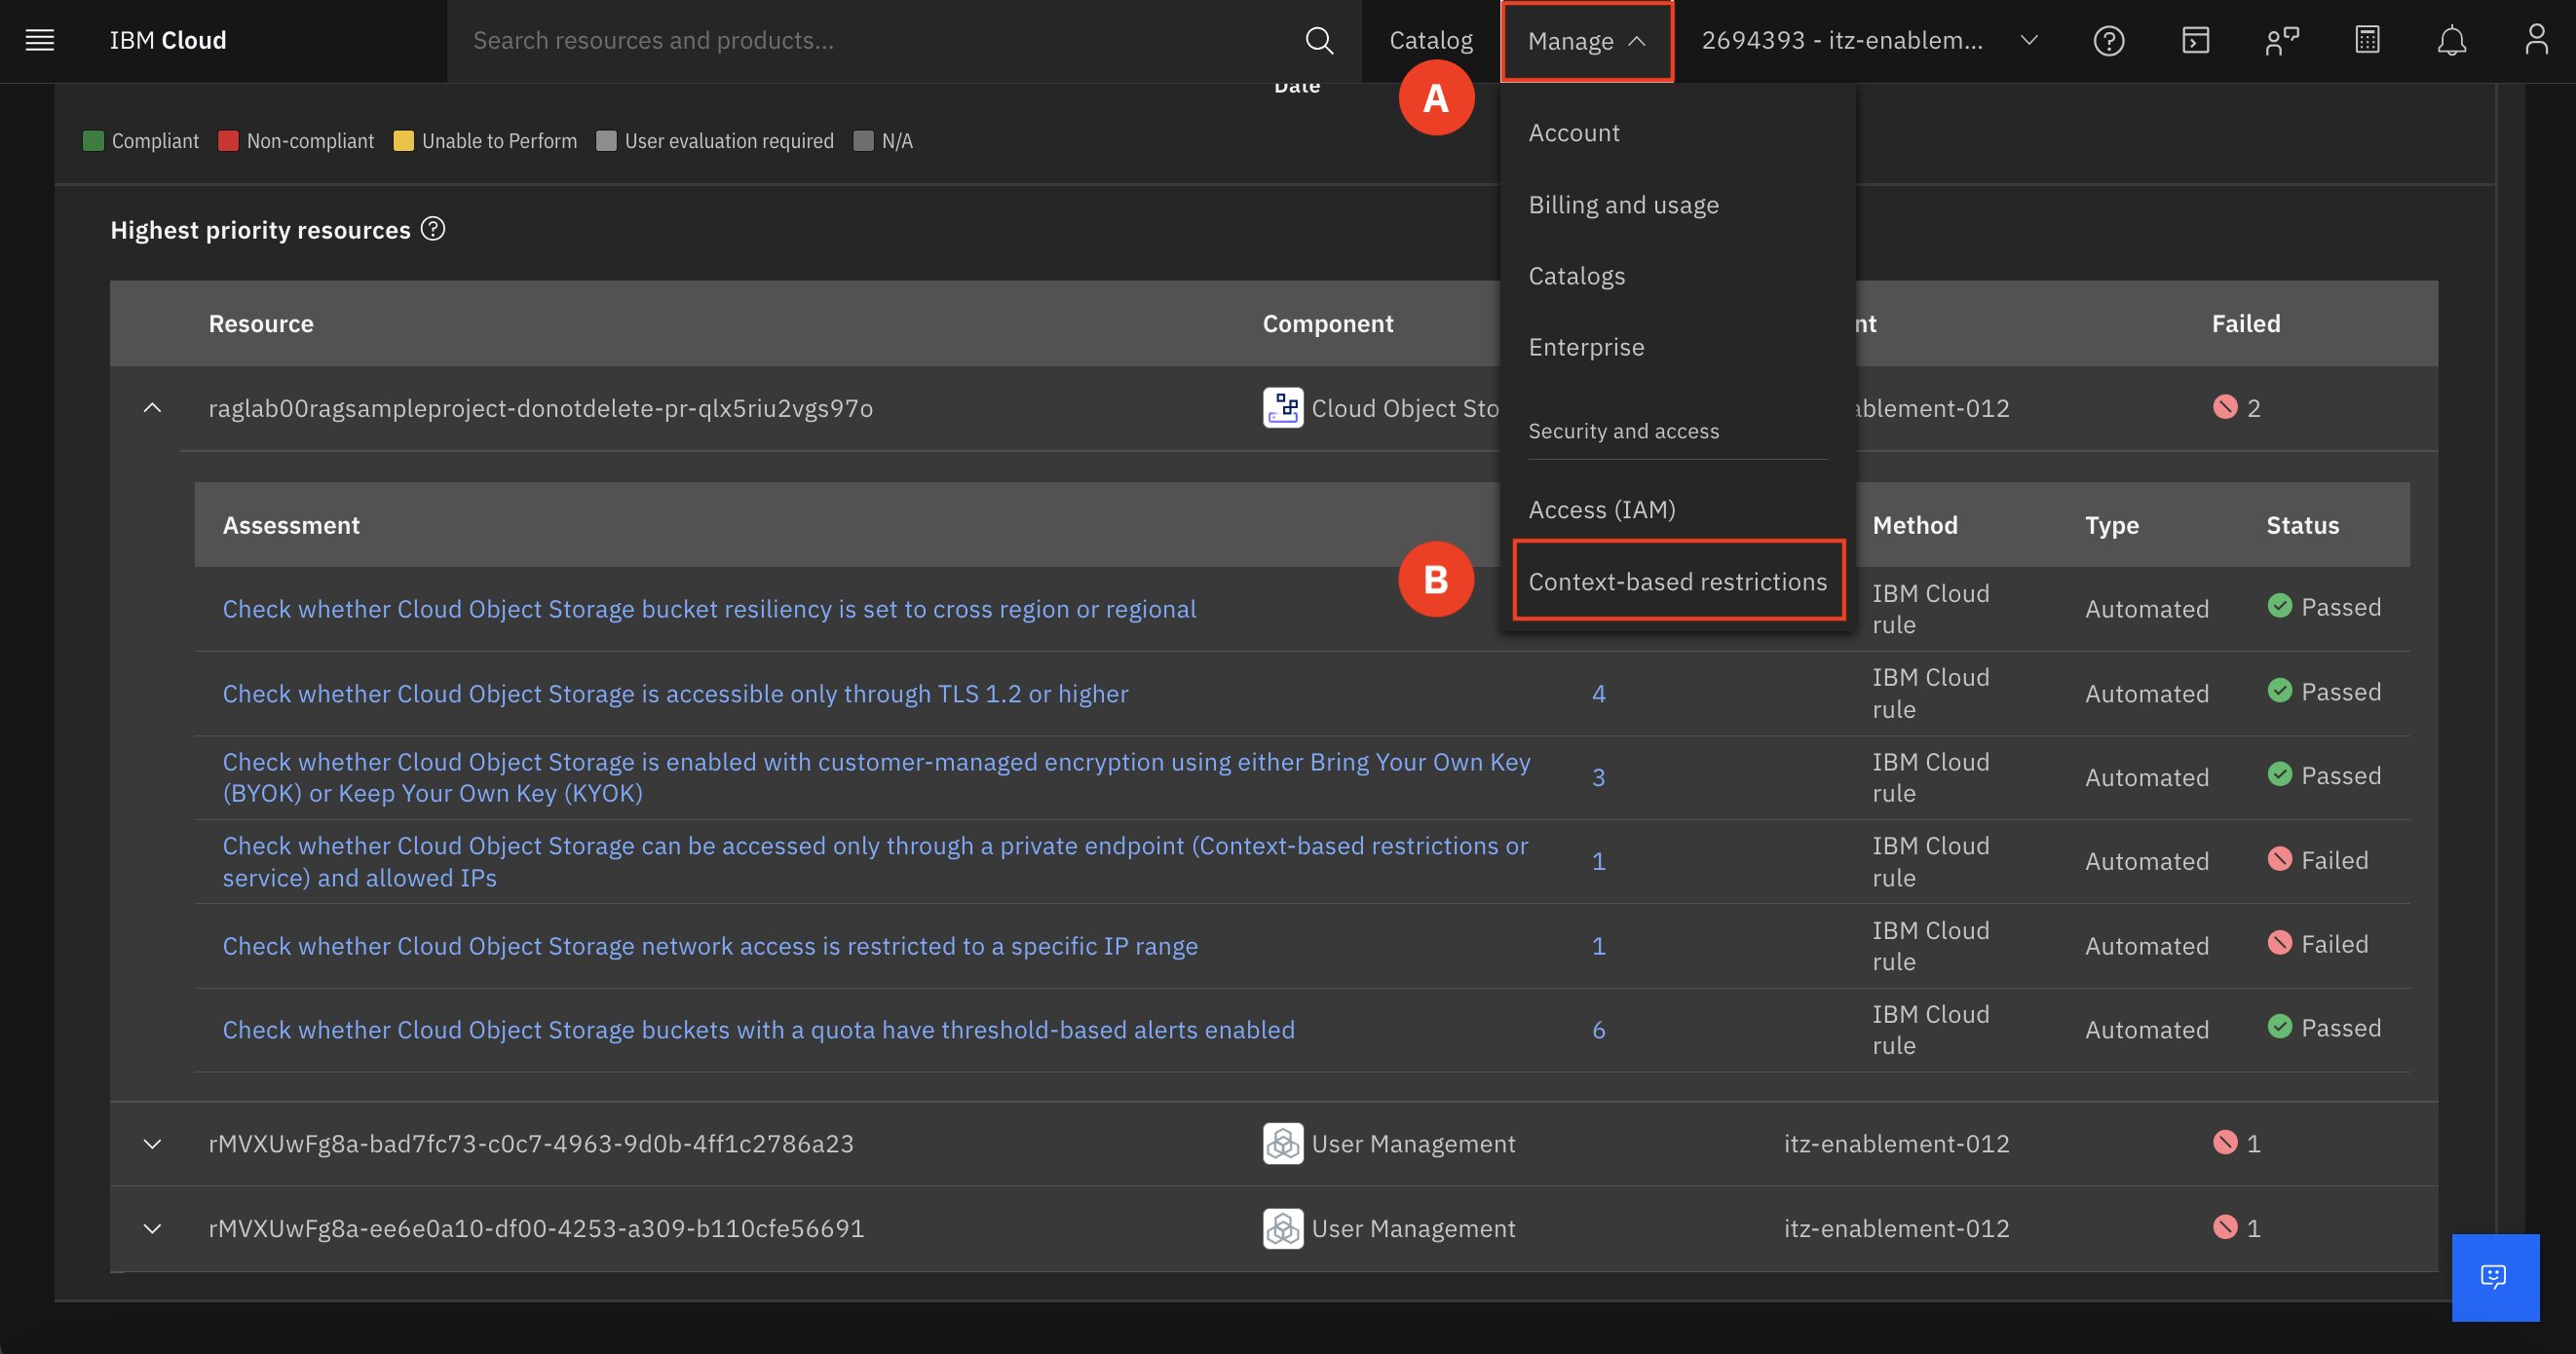 IBM Cloud
Search resources and products...
Catalog
Manage
2694393 - itz-enablem...
A
Date
Compliant
Non-compliant
Unable to Perform
User evaluation required
N/A
Account
Billing and usage
Catalogs
Enterprise
Security and access
Access (IAM)
B
Context-based restrictions
Highest priority resources
Resource
Component
nt
Failed
raglab00ragsampleproject-donotdelete-pr-qlx5riu2vgs97o
Cloud Object Sto
ablement-012
2
Assessment
Method
Type
Status
Check whether Cloud Object Storage bucket resiliency is set to cross region or regional
IBM Cloud
rule
Automated
Passed
Check whether Cloud Object Storage is accessible only through TLS 1.2 or higher
4
IBM Cloud
rule
Automated
Passed
Check whether Cloud Object Storage is enabled with customer-managed encryption using either Bring Your Own Key
(BYOK) or Keep Your Own Key (KYOK)
3
IBM Cloud
rule
Automated
Passed
Check whether Cloud Object Storage can be accessed only through a private endpoint (Context-based restrictions or
service) and allowed IPs
1
IBM Cloud
rule
Automated
Failed
Check whether Cloud Object Storage network access is restricted to a specific IP range
1
IBM Cloud
rule
Automated
Failed
Check whether Cloud Object Storage buckets with a quota have threshold-based alerts enabled
6
IBM Cloud
rule
Automated
Passed
rMVXUwFg8a-bad7fc73-c0c7-4963-9d0b-4ff1c2786a23
User Management
itz-enablement-012
1
rMVXUwFg8a-ee6e0a10-df00-4253-a309-b110cfe56691
User Management
itz-enablement-012
1